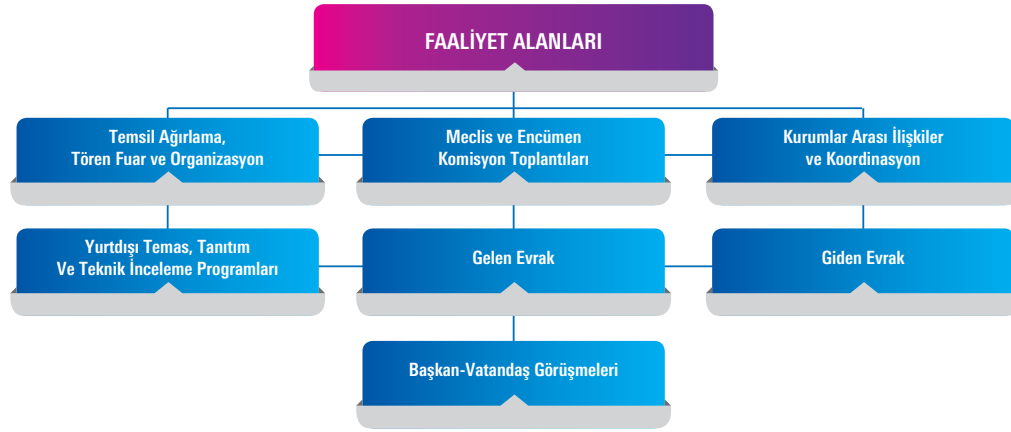 FAALİYET ALANLARI
Temsil Ağırlama,
Tören Fuar ve Organizasyon
Meclis ve Encümen
Komisyon Toplantıları
Kurumlar Arası İlişkiler
ve Koordinasyon
Yurtdışı Temas, Tanıtım
Ve Teknik İnceleme Programları
Gelen Evrak
Giden Evrak
Başkan-Vatandaş Görüşmeleri